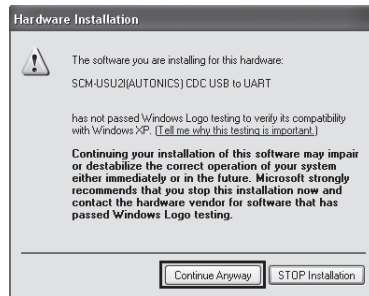 Hardware Installation
The software you are installing for this hardware:
SCM-USU2I(AUTONICS) CDC USB to UART
has not passed Windows Logo testing to verify its compatibility
with Windows XP. (Tell me why this testing is important.)
Continuing your installation of this software may impair
or destabilize the correct operation of your system
either immediately or in the future. Microsoft strongly
recommends that you stop this installation now and
contact the hardware vendor for software that has
passed Windows Logo testing.
Continue Anyway STOP Installation